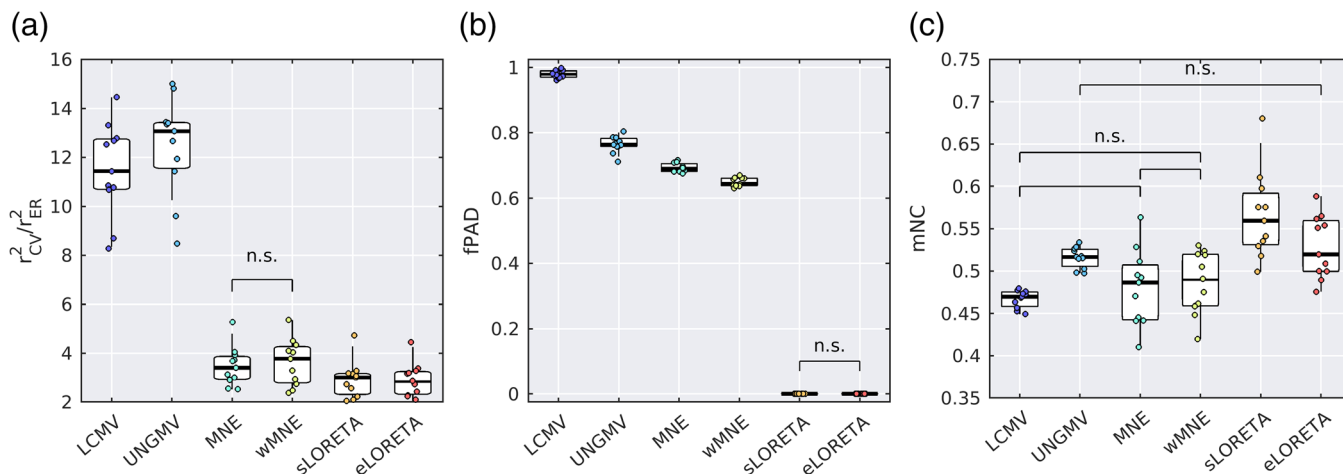 (a)
r²CV/r²ER
16
14
12
10
8
6
4
2
n.s.
LCMV
UNGMV
MNE
wMNE
sLORETA
eLORETA
(b)
fPAD
1
0.8
0.6
0.4
0.2
0
n.s.
LCMV
UNGMV
MNE
wMNE
sLORETA
eLORETA
(c)
mNC
0.75
0.7
0.65
0.6
0.55
0.5
0.45
0.4
0.35
n.s.
n.s.
LCMV
UNGMV
MNE
wMNE
sLORETA
eLORETA